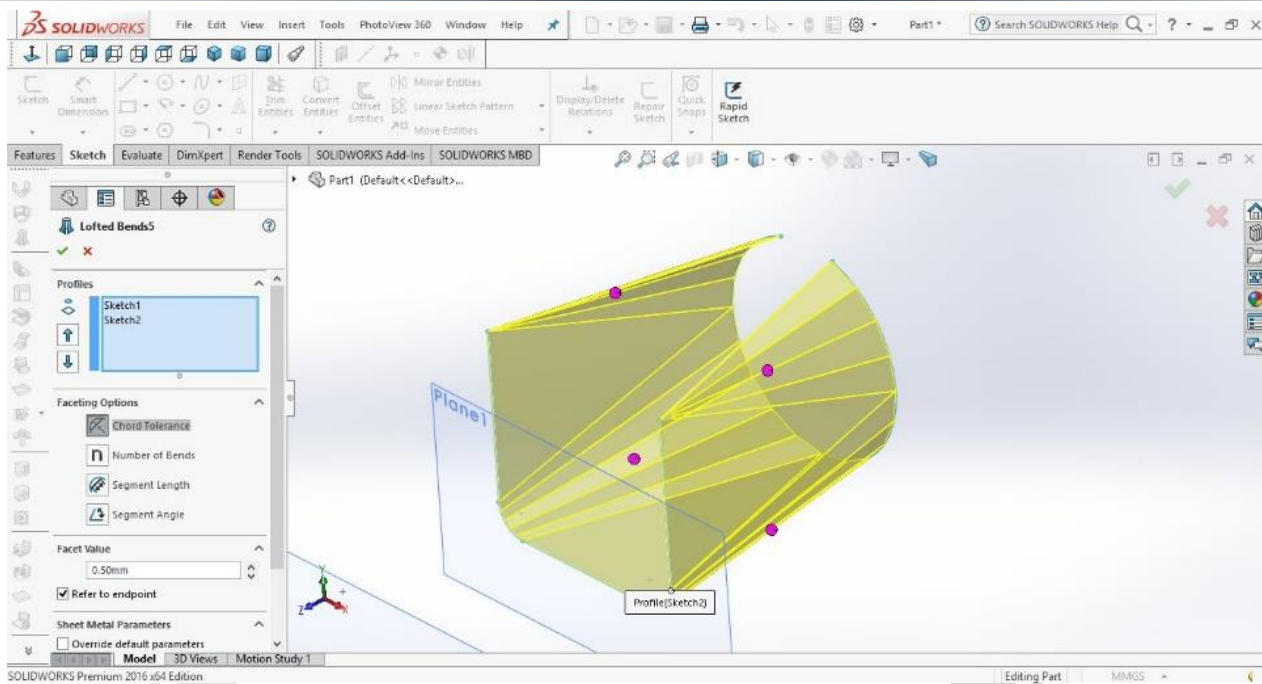 SOLIDWORKS File Edit View Insert Tools PhotoView 360 Window Help Part1 * Search SOLIDWORKS Help
Sketch Smart Dimension Trim Entities Convert Entities Offset Entities Mirror Entities Linear Sketch Pattern Move Entities Display/Delete Relations Repair Sketch Quick Snaps Rapid Sketch
Features Sketch Evaluate DimXpert Render Tools SOLIDWORKS Add-Ins SOLIDWORKS MBD
Part1 (Default<<Default>...
Lofted Bends5
Profiles
Sketch1
Sketch2
Faceting Options
Chord Tolerance
Number of Bends
Segment Length
Segment Angle
Facet Value
0.50mm
Refer to endpoint
Sheet Metal Parameters
Override default parameters
Plane1
Profile(Sketch2)
Y
Z
X
Model 3D Views Motion Study 1
SOLIDWORKS Premium 2016 x64 Edition Editing Part MMGS